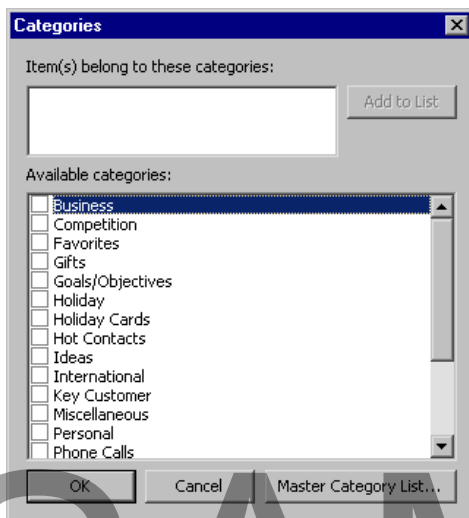 Categories
Item(s) belong to these categories:
Add to List
Available categories:
Business
Competition
Favorites
Gifts
Goals/Objectives
Holiday
Holiday Cards
Hot Contacts
Ideas
International
Key Customer
Miscellaneous
Personal
Phone Calls
OK Cancel Master Category List...